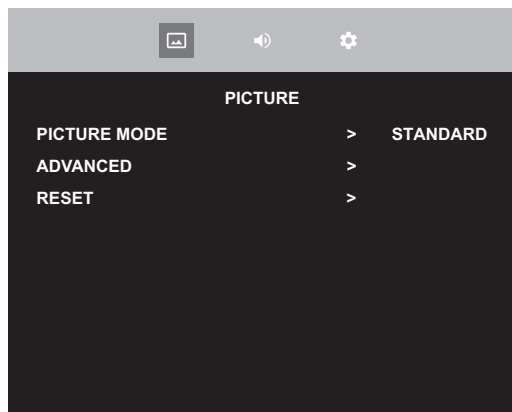 PICTURE
PICTURE MODE > STANDARD
ADVANCED >
RESET >